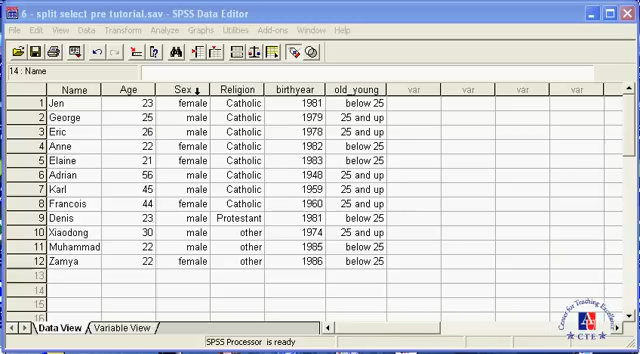 6 - split select pre tutorial.sav - SPSS Data Editor
File Edit View Data Transform Analyze Graphs Utilities Add-ons Window Help
14 : Name
Name Age Sex Religion birthyear old_young var var var var
1 Jen 23 female Catholic 1981 below 25
2 George 25 male Catholic 1979 25 and up
3 Eric 26 male Catholic 1978 25 and up
4 Anne 22 female Catholic 1982 below 25
5 Elaine 21 female Catholic 1983 below 25
6 Adrian 56 male Catholic 1948 25 and up
7 Karl 45 male Catholic 1959 25 and up
8 Francois 44 female Catholic 1960 25 and up
9 Denis 23 male Protestant 1981 below 25
10 Xiaodong 30 male other 1974 25 and up
11 Muhammad 22 male other 1985 below 25
12 Zamya 22 female other 1986 below 25
13
14
15
16
Data View Variable View
SPSS Processor is ready
Center for Teaching Excellence
CTE